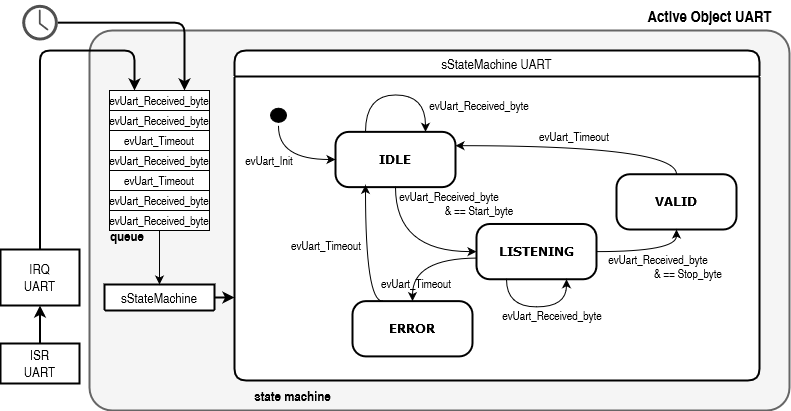 Active Object UART
sStateMachine UART
evUart_Received_byte
evUart_Received_byte
evUart_Timeout
evUart_Received_byte
evUart_Timeout
evUart_Received_byte
evUart_Received_byte
queue
sStateMachine
IRQ
UART
ISR
UART
evUart_Init
evUart_Received_byte
IDLE
evUart_Timeout
evUart_Received_byte
& == Start_byte
VALID
LISTENING
evUart_Timeout
evUart_Received_byte
& == Stop_byte
evUart_Timeout
evUart_Received_byte
ERROR
state machine